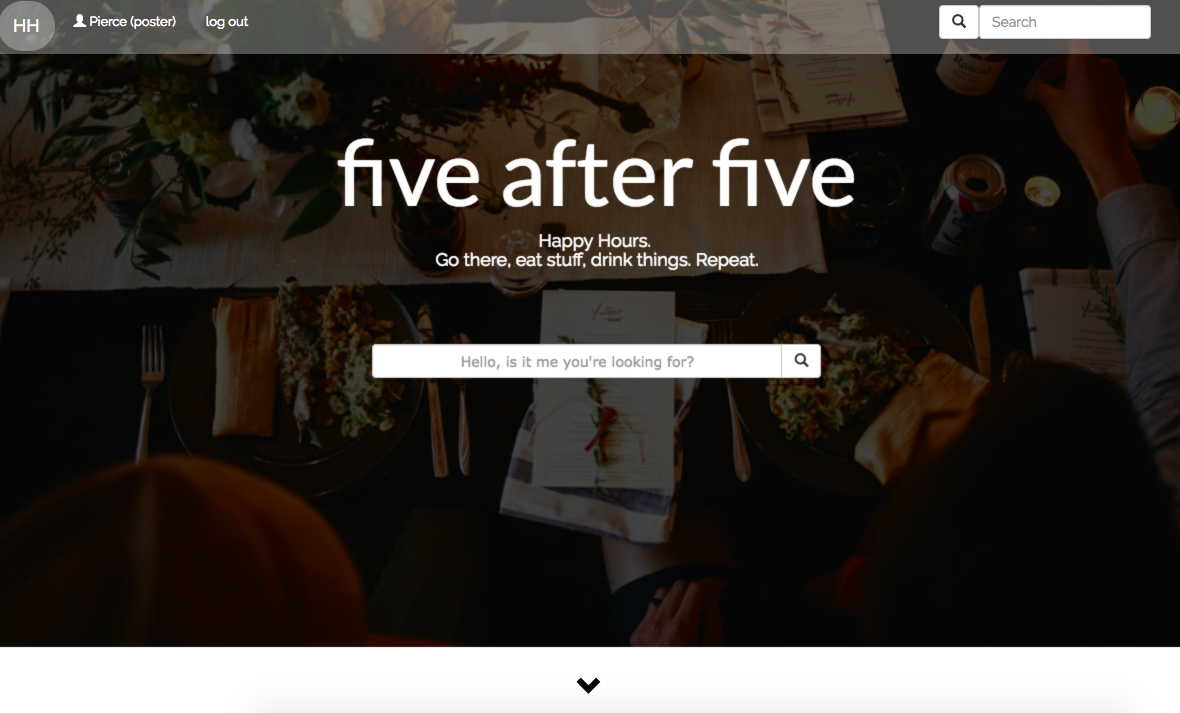 HH
Pierce (poster)
log out
Search
five after five
Happy Hours.
Go there, eat stuff, drink things. Repeat.
Hello, is it me you're looking for?